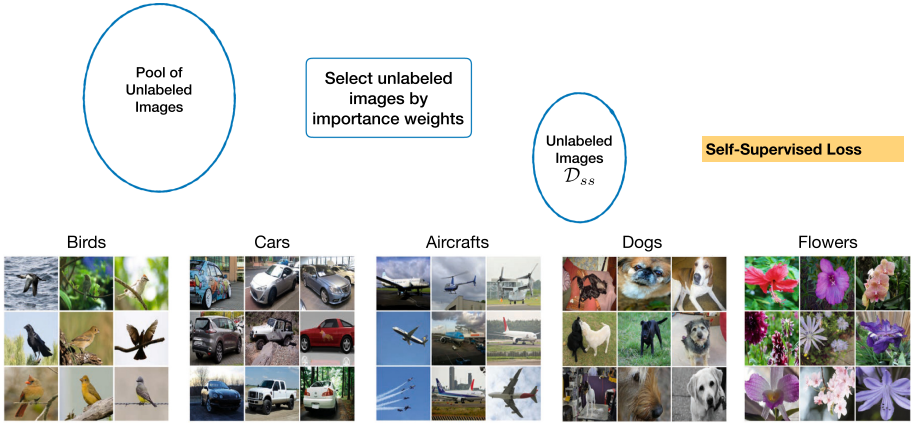 Pool of
Unlabeled
Images
Select unlabeled
images by
importance weights
Unlabeled
Images
𝒟ss
Self-Supervised Loss
Birds
Cars
Aircrafts
Dogs
Flowers